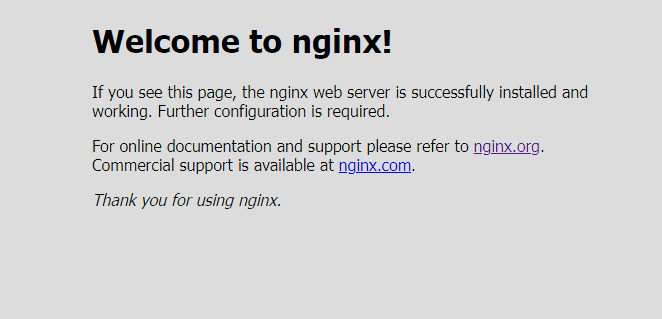 Welcome to nginx!
If you see this page, the nginx web server is successfully installed and
working. Further configuration is required.
For online documentation and support please refer to nginx.org.
Commercial support is available at nginx.com.
Thank you for using nginx.